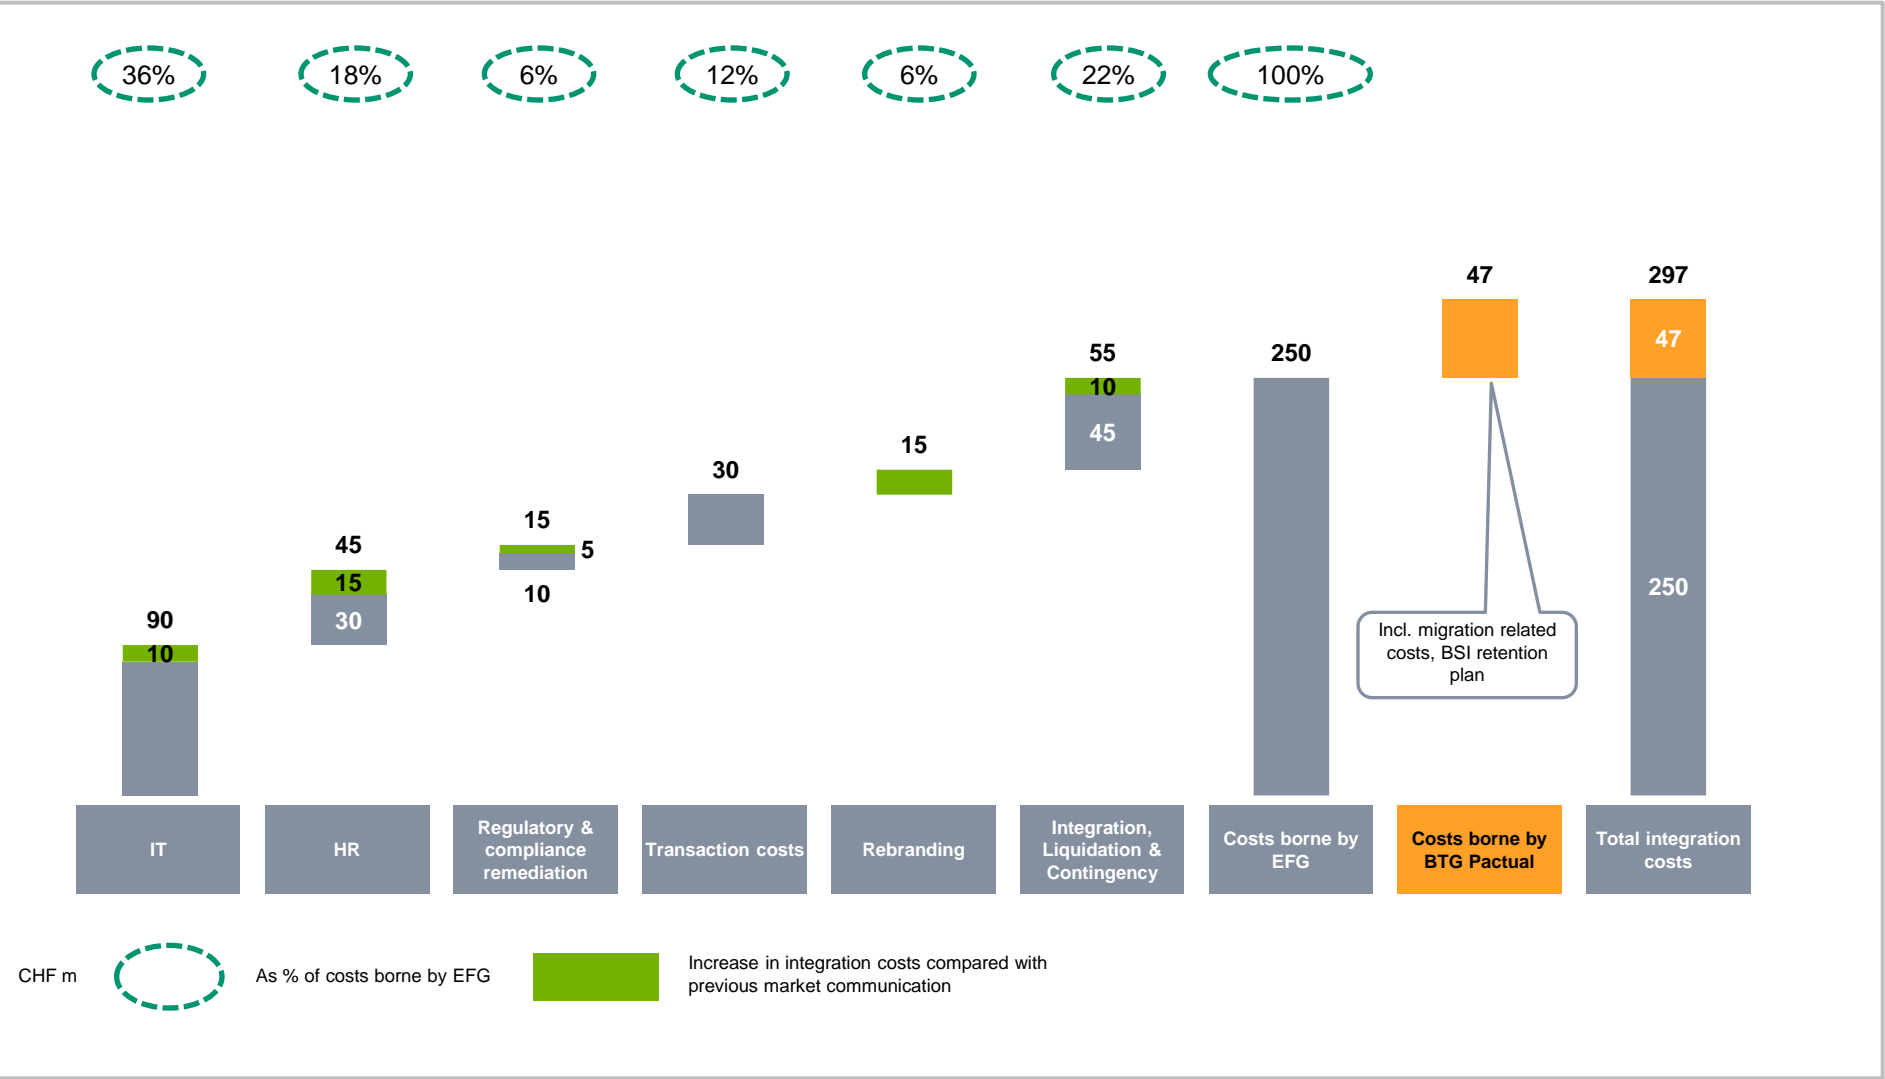 36%
18%
6%
12%
6%
22%
100%
47
297
47
55
250
10
45
15
30
15
5
10
45
15
30
90
10
250
Incl. migration related
costs, BSI retention
plan
IT
HR
Regulatory &
compliance
remediation
Transaction costs
Rebranding
Integration,
Liquidation &
Contingency
Costs borne by
EFG
Costs borne by
BTG Pactual
Total integration
costs
CHF m
As % of costs borne by EFG
Increase in integration costs compared with
previous market communication